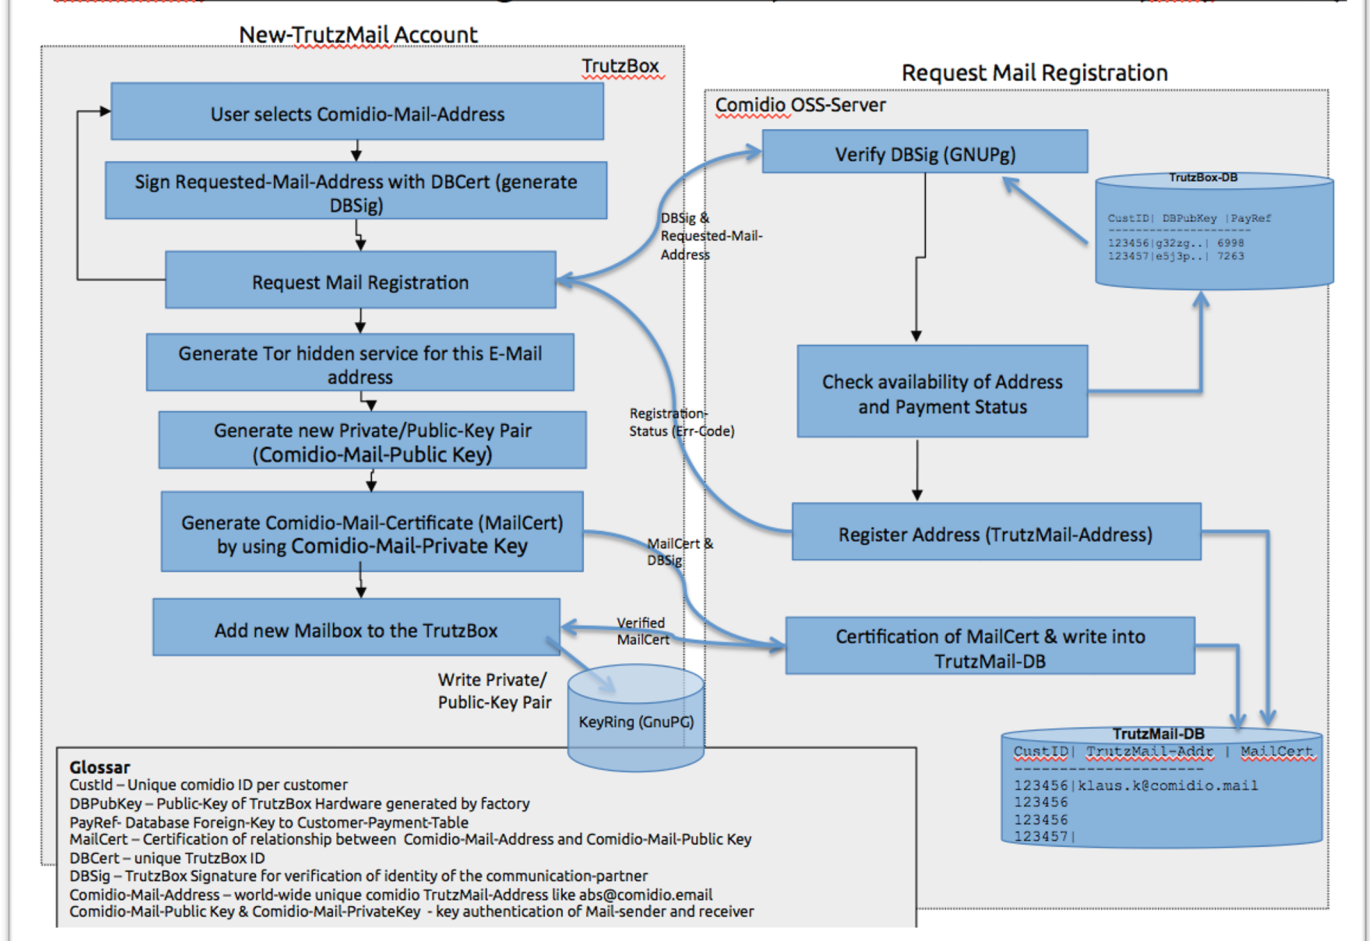 New-TrutzMail Account
TrutzBox
User selects Comidio-Mail-Address
Sign Requested-Mail-Address with DBCert (generate
DBSig)
Request Mail Registration
Generate Tor hidden service for this E-Mail
address
Generate new Private/Public-Key Pair
(Comidio-Mail-Public Key)
Generate Comidio-Mail-Certificate (MailCert)
by using Comidio-Mail-Private Key
Add new Mailbox to the TrutzBox
Write Private/
Public-Key Pair
KeyRing (GnuPG)
DBSig &
Requested-Mail-
Address
Registration-
Status (Err-Code)
MailCert &
DBSig
Verified
MailCert
Request Mail Registration
Comidio OSS-Server
Verify DBSig (GNUPg)
TrutzBox-DB
CustID| DBPubKey |PayRef
---------------------
123456|g32zg..| 6998
123457|e5j3p..| 7263
Check availability of Address
and Payment Status
Register Address (TrutzMail-Address)
Certification of MailCert & write into
TrutzMail-DB
TrutzMail-DB
CustID| TrutzMail-Addr | MailCert
---------------------
123456|klaus.k@comidio.mail
123456
123456
123457|
Glossar
CustId – Unique comidio ID per customer
DBPubKey – Public-Key of TrutzBox Hardware generated by factory
PayRef- Database Foreign-Key to Customer-Payment-Table
MailCert – Certification of relationship between Comidio-Mail-Address and Comidio-Mail-Public Key
DBCert – unique TrutzBox ID
DBSig – TrutzBox Signature for verification of identity of the communication-partner
Comidio-Mail-Address – world-wide unique comidio TrutzMail-Address like abs@comidio.email
Comidio-Mail-Public Key & Comidio-Mail-PrivateKey - key authentication of Mail-sender and receiver